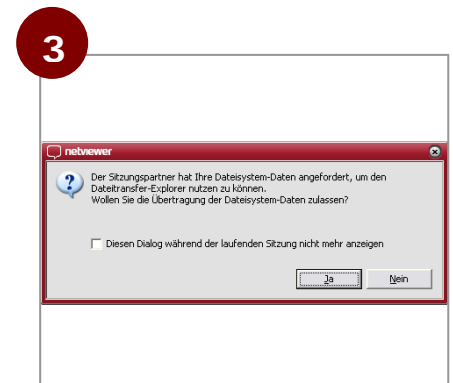 3
netviewer
Der Sitzungspartner hat Ihre Dateisystem-Daten angefordert, um den
Dateitransfer-Explorer nutzen zu können.
Wollen Sie die Übertragung der Dateisystem-Daten zulassen?
Diesen Dialog während der laufenden Sitzung nicht mehr anzeigen
Ja Nein